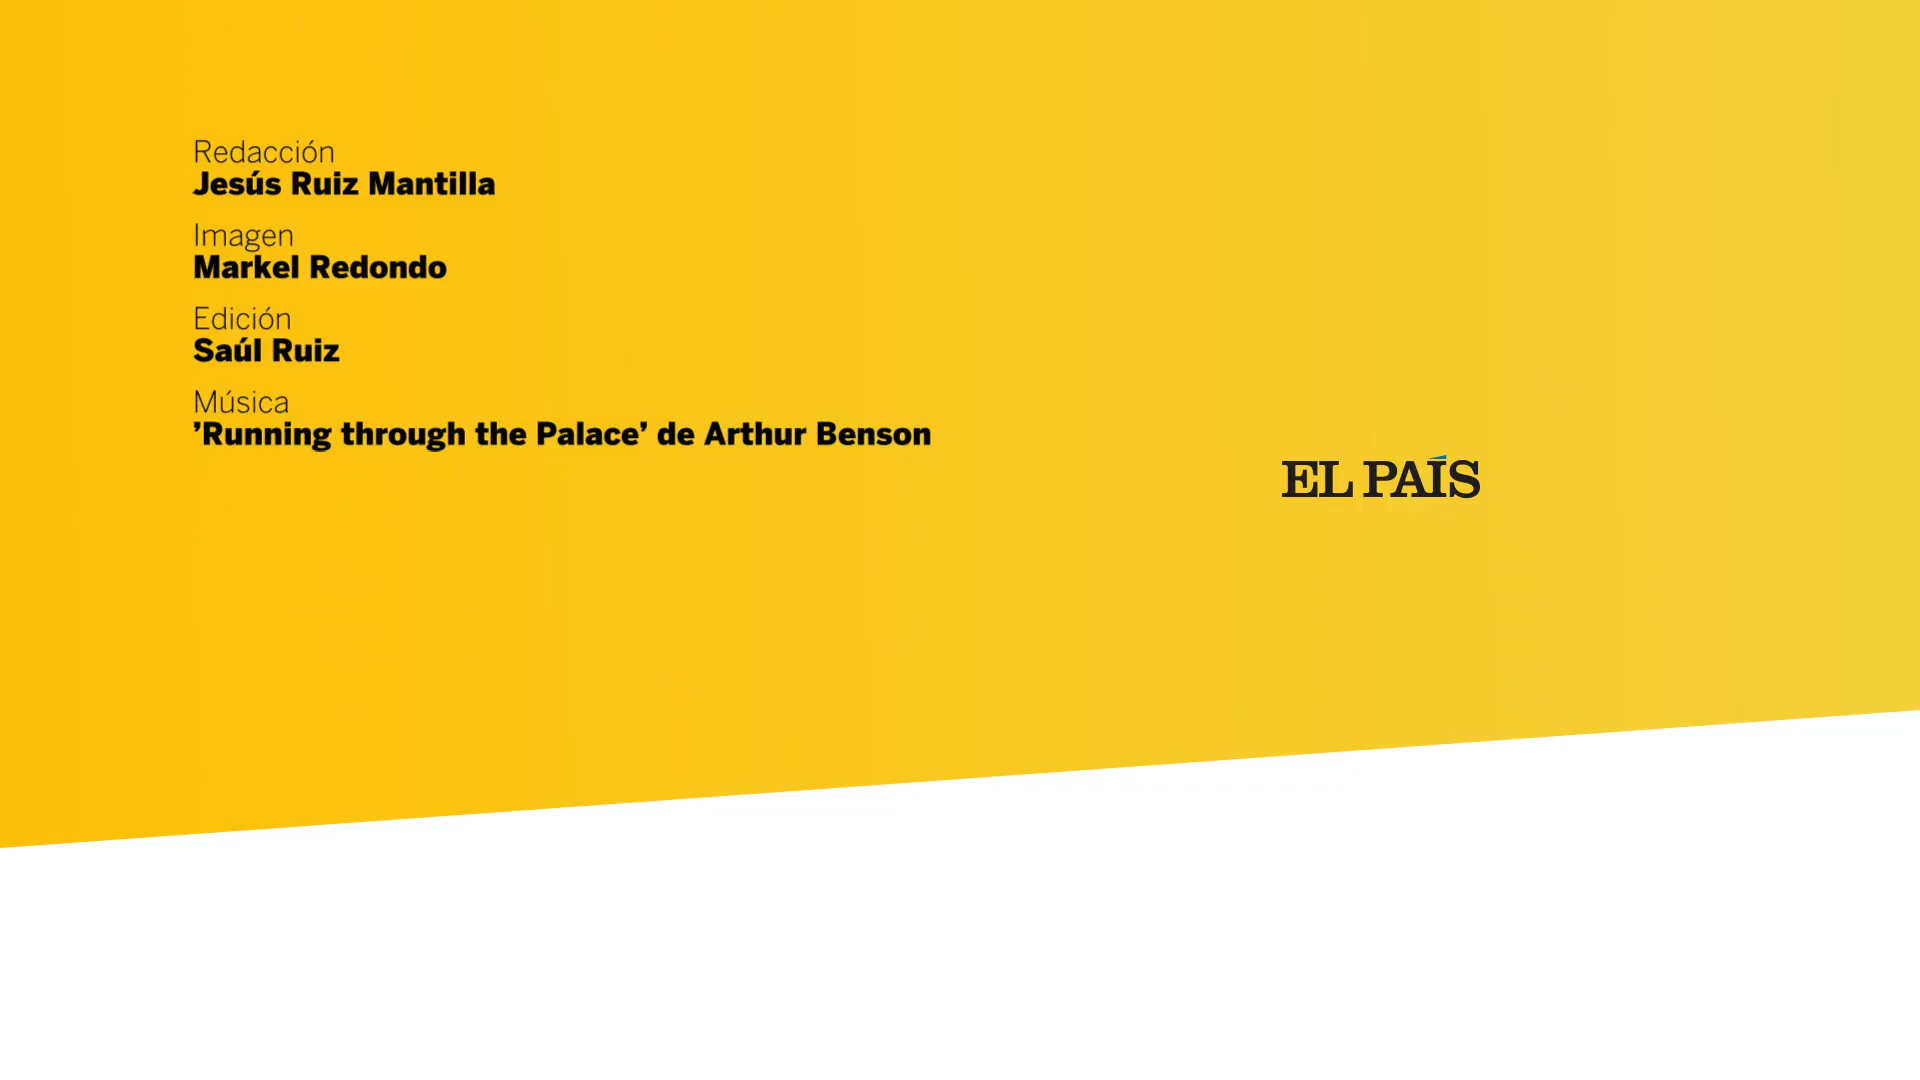 Redacción
Jesús Ruiz Mantilla
Imagen
Markel Redondo
Edición
Saúl Ruiz
Música
’Running through the Palace’ de Arthur Benson
EL PAÍS